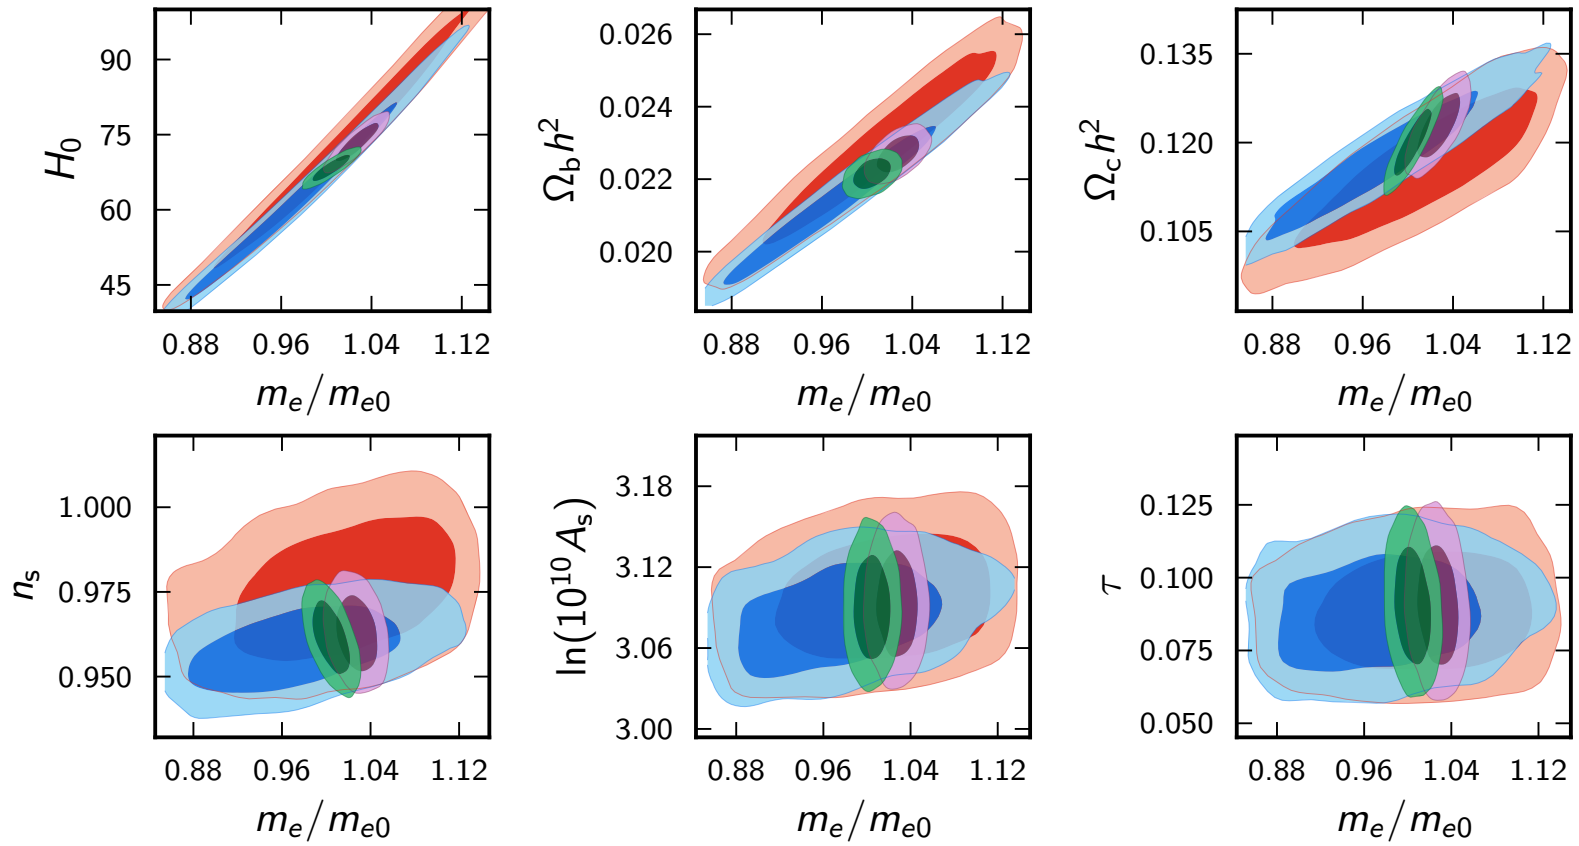 H₀
90
75
60
45
0.88 0.96 1.04 1.12
mₑ/mₑ₀
Ω_b h²
0.026
0.024
0.022
0.020
0.88 0.96 1.04 1.12
mₑ/mₑ₀
Ω_c h²
0.135
0.120
0.105
0.88 0.96 1.04 1.12
mₑ/mₑ₀
nₛ
1.000
0.975
0.950
0.88 0.96 1.04 1.12
mₑ/mₑ₀
ln(10¹⁰Aₛ)
3.18
3.12
3.06
3.00
0.88 0.96 1.04 1.12
mₑ/mₑ₀
τ
0.125
0.100
0.075
0.050
0.88 0.96 1.04 1.12
mₑ/mₑ₀